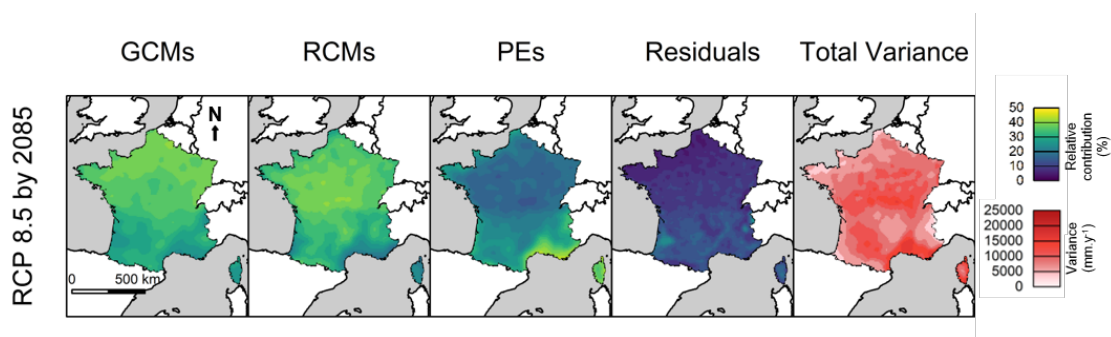 GCMs
RCMs
PEs
Residuals
Total Variance
RCP 8.5 by 2085
N
0 500 km
50
40
30
20
10
0
Relative
contribution
(%)
25000
20000
15000
10000
5000
0
Variance
(mm.y⁻¹)